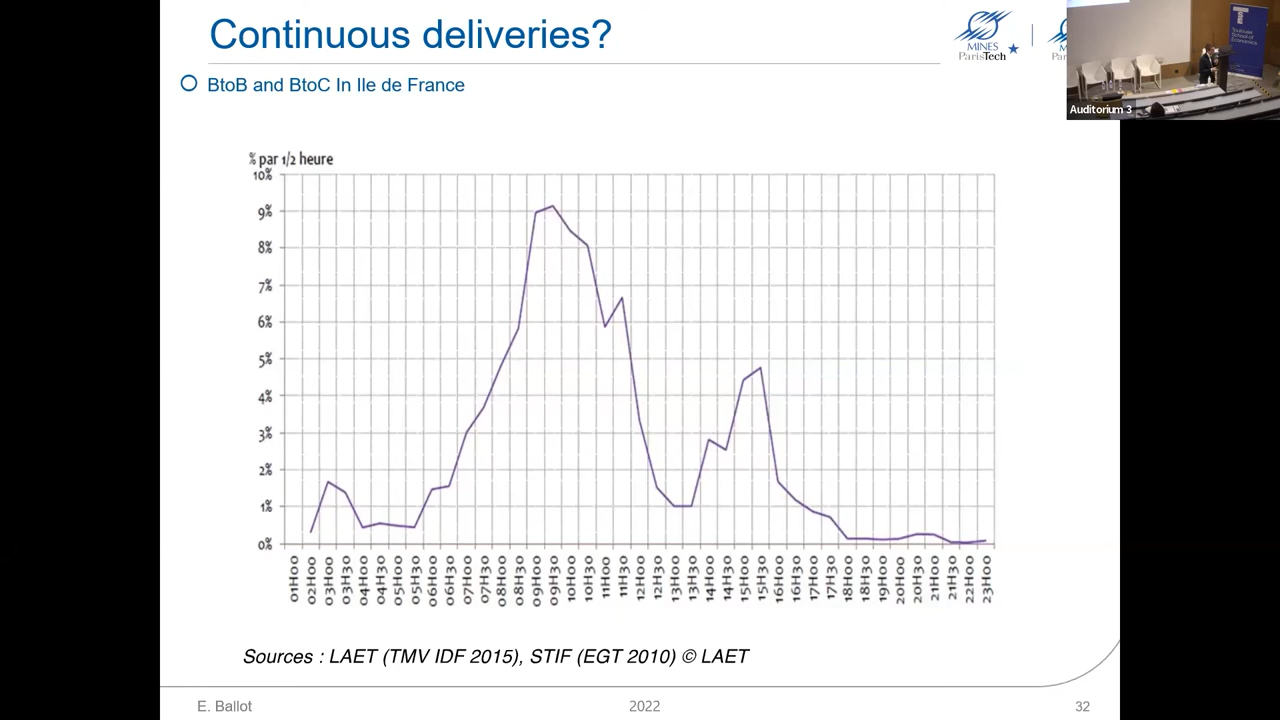 Continuous deliveries?
MINES
ParisTech
Toulouse
School of
Economics
Auditorium 3
BtoB and BtoC In Ile de France
% par 1/2 heure
10%
9%
8%
7%
6%
5%
4%
3%
2%
1%
0%
01H00
02H00
03H00
03H30
04H00
04H30
05H00
05H30
06H00
06H30
07H00
07H30
08H00
08H30
09H00
09H30
10H00
10H30
11H00
11H30
12H00
12H30
13H00
13H30
14H00
14H30
15H00
15H30
16H00
16H30
17H00
17H30
18H00
18H30
19H00
20H00
20H30
21H00
21H30
22H00
23H00
Sources : LAET (TMV IDF 2015), STIF (EGT 2010) © LAET
E. Ballot
2022
32